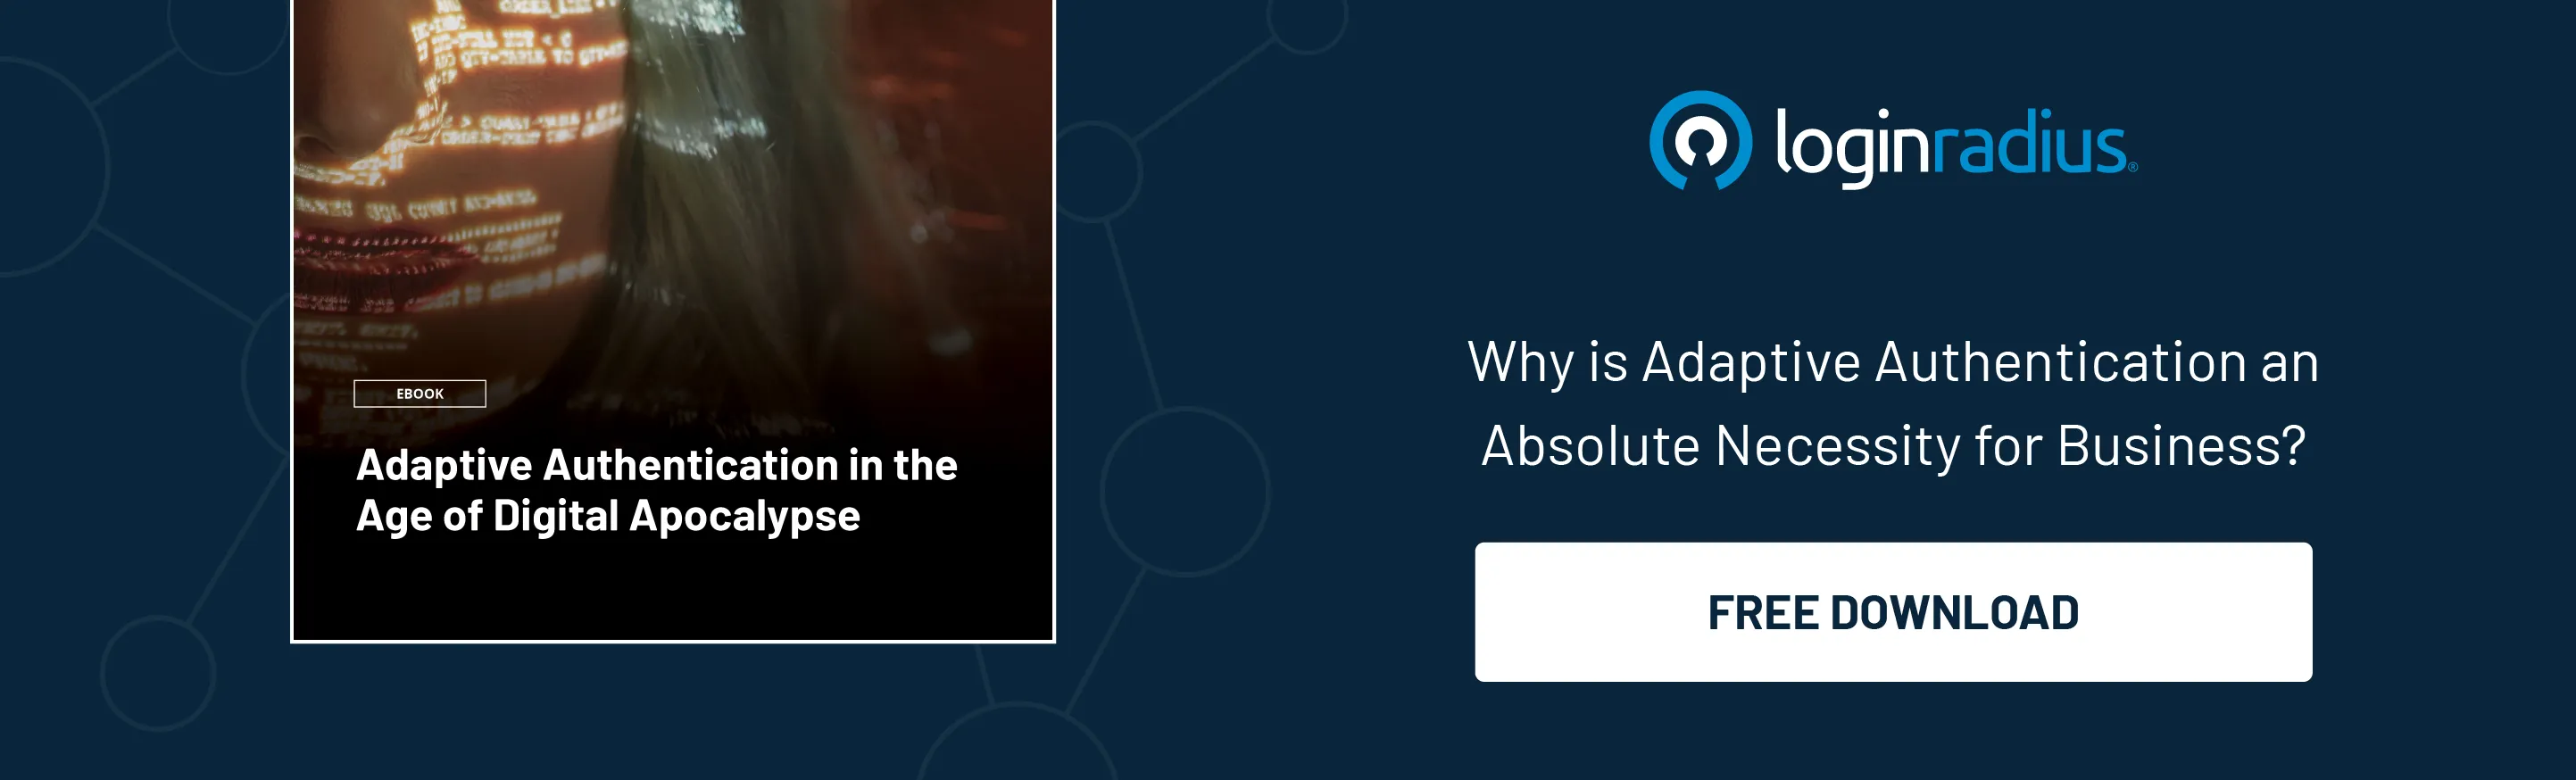 EBOOK
Adaptive Authentication in the
Age of Digital Apocalypse
loginradius®
Why is Adaptive Authentication an
Absolute Necessity for Business?
FREE DOWNLOAD